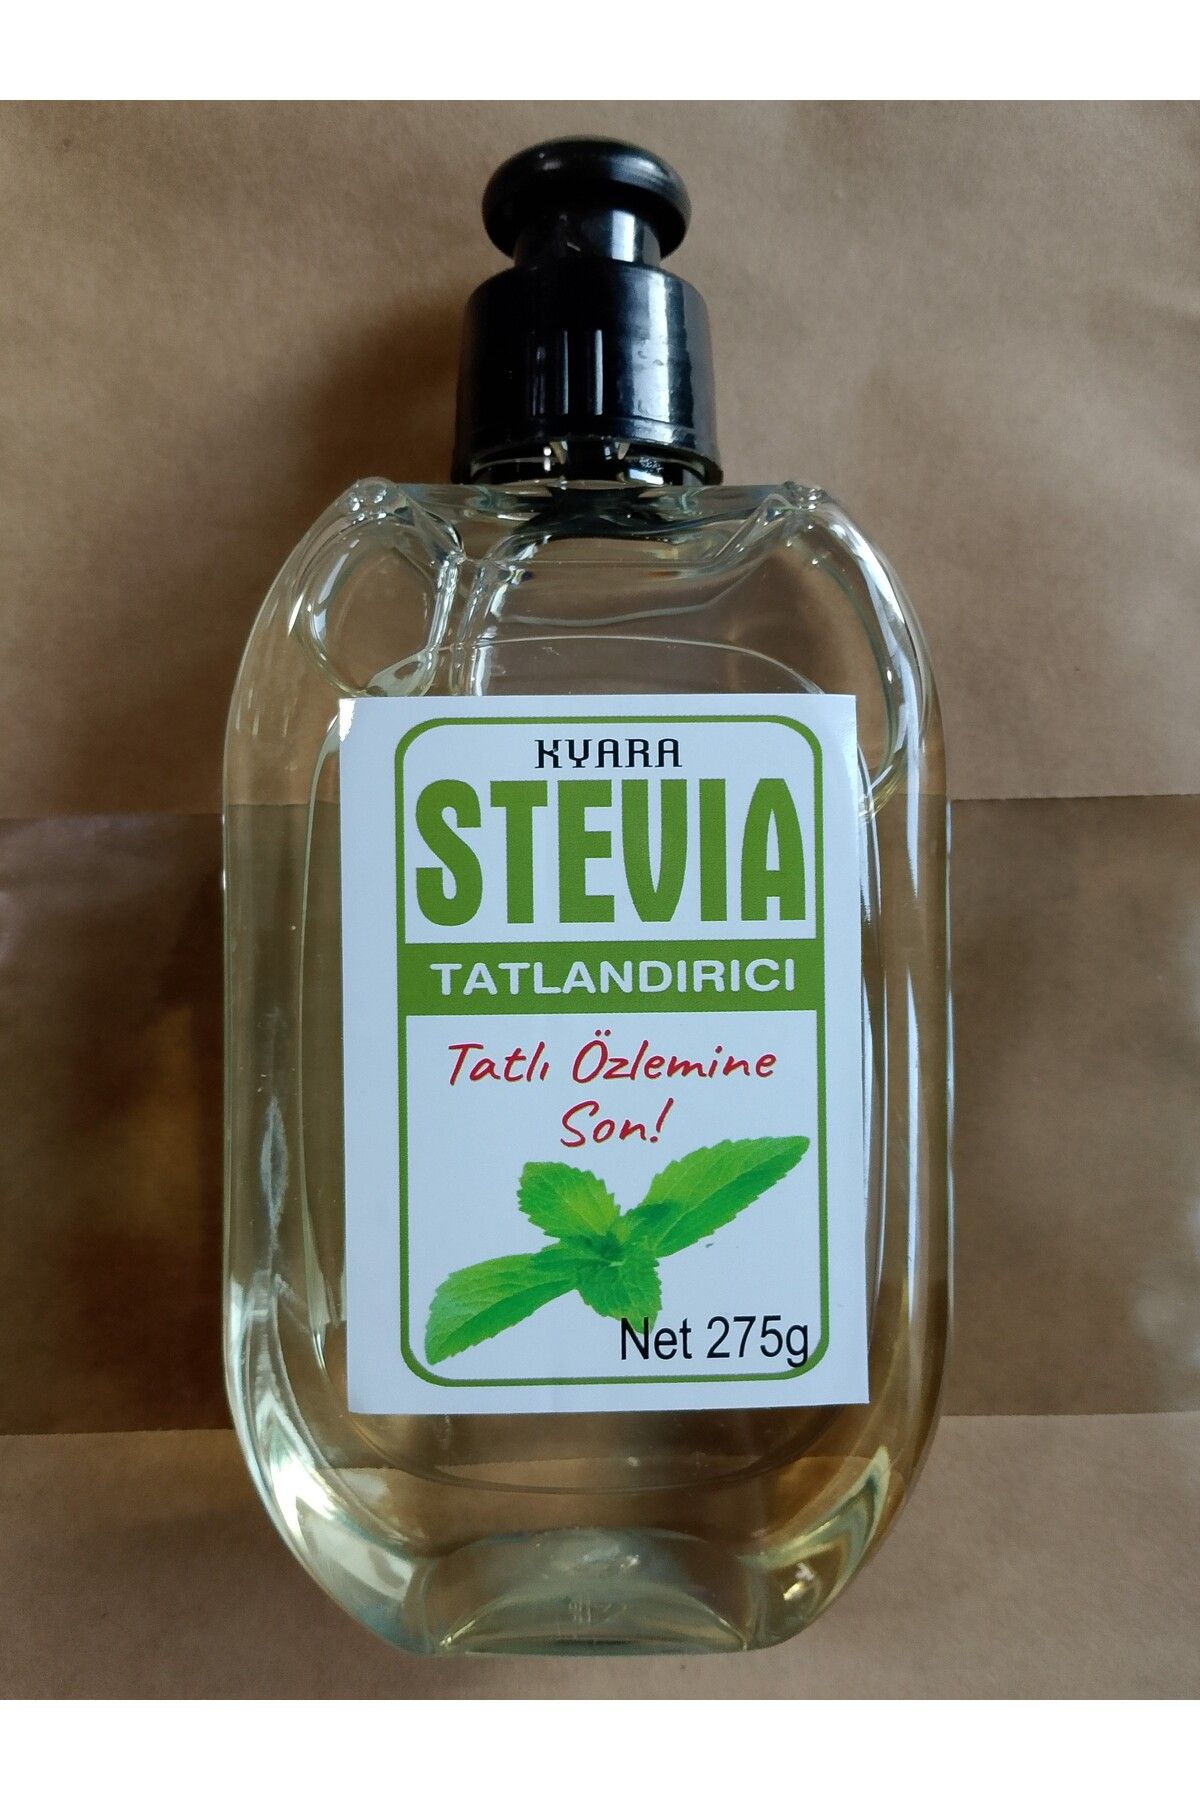 KYARA
STEVIA
TATLANDIRICI
Tatlı Özlemine
Son!
Net 275g